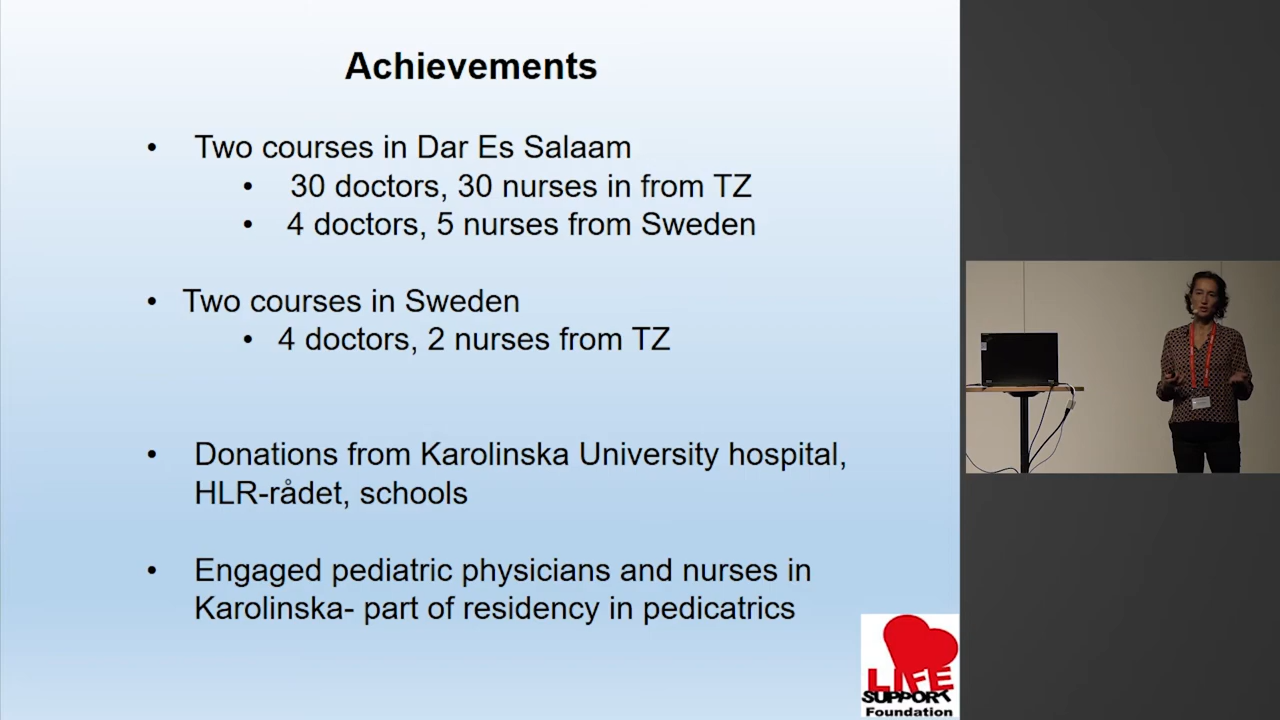 Achievements
• Two courses in Dar Es Salaam
• 30 doctors, 30 nurses in from TZ
• 4 doctors, 5 nurses from Sweden
• Two courses in Sweden
• 4 doctors, 2 nurses from TZ
• Donations from Karolinska University hospital,
HLR-rådet, schools
• Engaged pediatric physicians and nurses in
Karolinska- part of residency in pedicatrics
LIFE
SUPPORT
Foundation